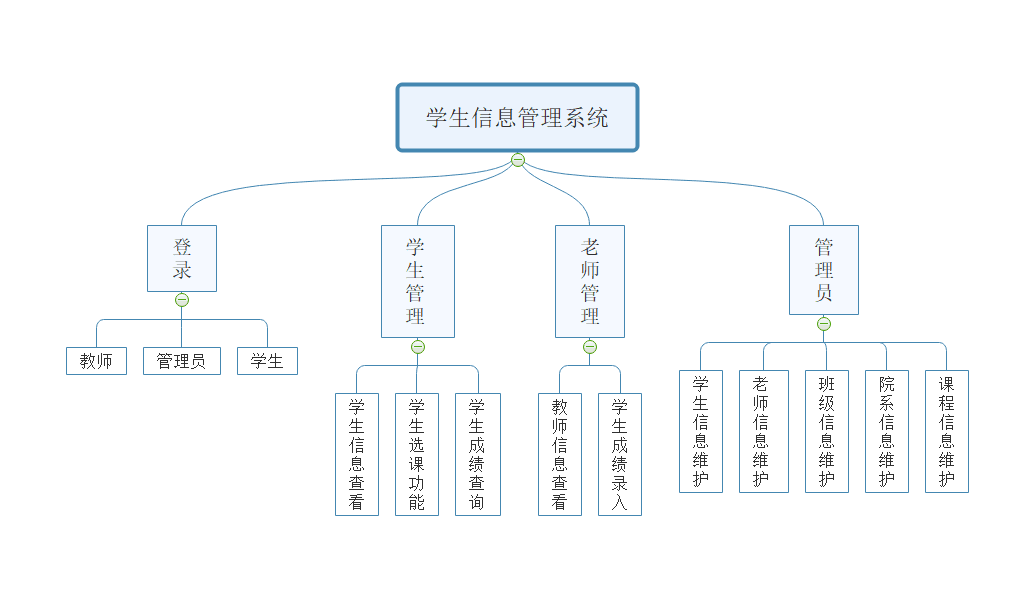 学生信息管理系统
登录
学生管理
老师管理
管理员
教师
管理员
学生
学生信息查看
学生选课功能
学生成绩查询
教师信息查看
学生成绩录入
学生信息维护
老师信息维护
班级信息维护
院系信息维护
课程信息维护